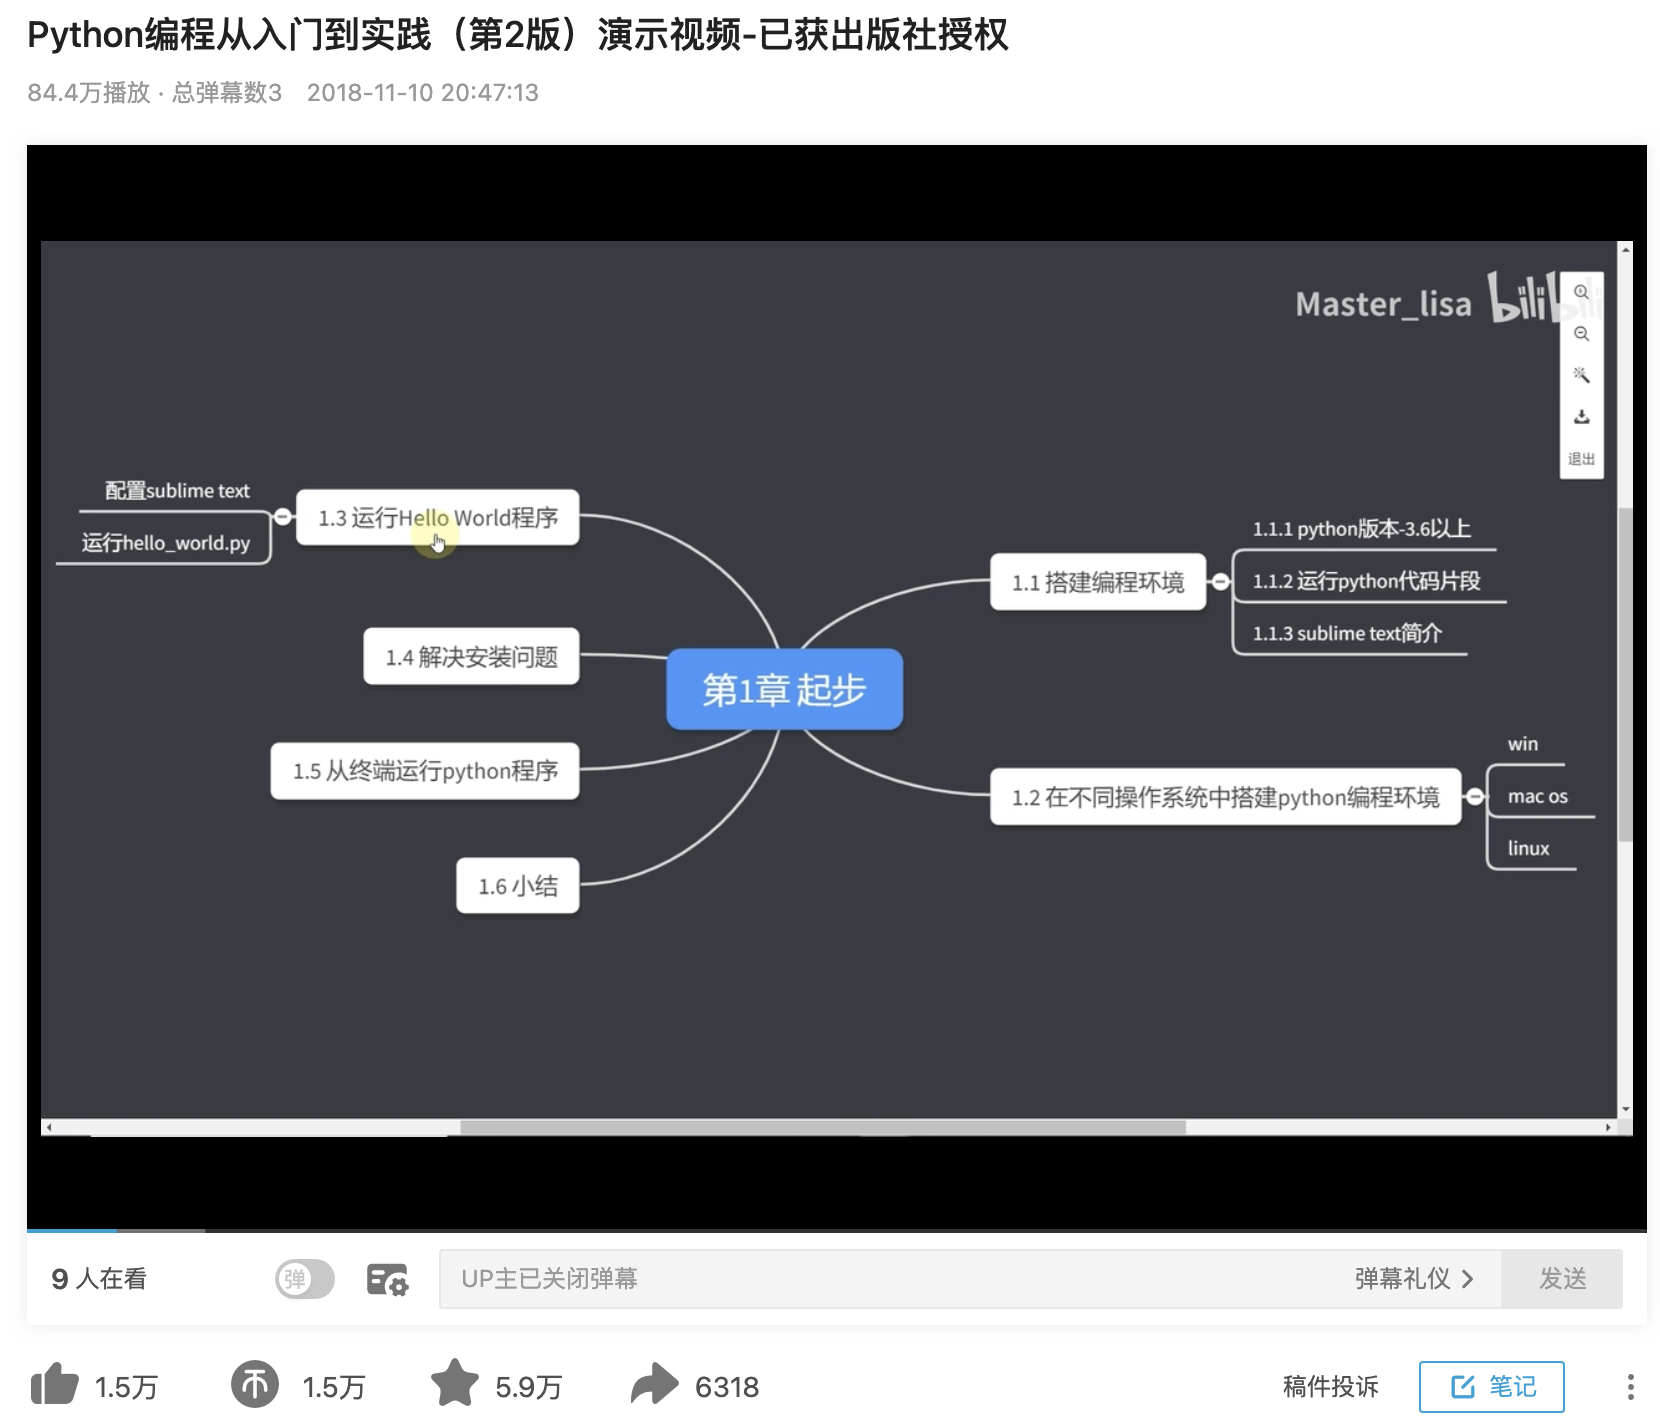 Python编程从入门到实践（第2版）演示视频-已获出版社授权
84.4万播放 · 总弹幕数3 2018-11-10 20:47:13
Master_lisa bilibili
退出
配置sublime text
运行hello_world.py
1.3 运行Hello World程序
1.4 解决安装问题
1.5 从终端运行python程序
1.6 小结
第1章 起步
1.1 搭建编程环境
1.1.1 python版本-3.6以上
1.1.2 运行python代码片段
1.1.3 sublime text简介
1.2 在不同操作系统中搭建python编程环境
win
mac os
linux
9 人在看
弹
UP主已关闭弹幕
弹幕礼仪
发送
1.5万
1.5万
5.9万
6318
稿件投诉
笔记